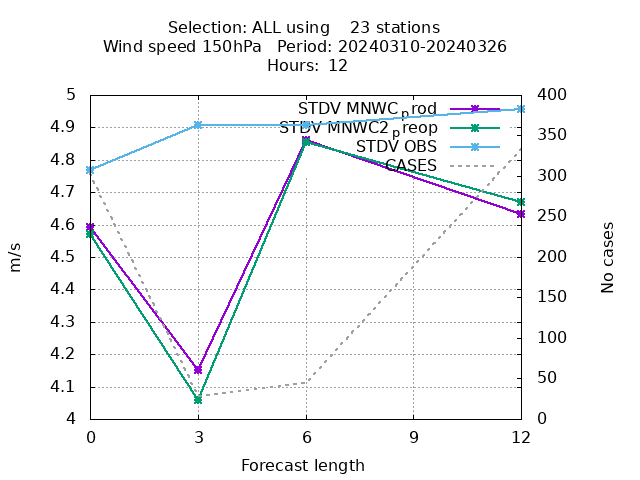 Selection: ALL using    23 stations
Wind speed 150hPa   Period: 20240310-20240326
Hours:  12
STDV MNWCprod
STDV MNWC2preop
STDV OBS
CASES
5
4.9
4.8
4.7
4.6
4.5
4.4
4.3
4.2
4.1
4
400
350
300
250
200
150
100
50
0
m/s
No cases
0 3 6 9 12
Forecast length